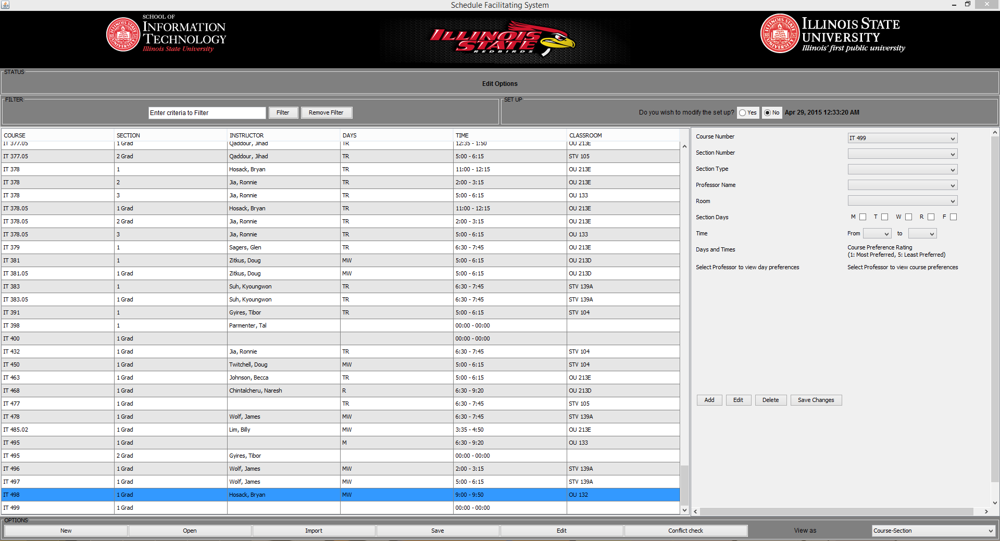 Schedule Facilitating System
SCHOOL OF
INFORMATION
TECHNOLOGY
Illinois State University
ILLINOIS
STATE
REDBIRDS
ILLINOIS STATE
UNIVERSITY
Illinois' first public university
STATUS
Edit Options
FILTER
Enter criteria to Filter Filter Remove Filter
SET UP
Do you wish to modify the set up? Yes No Apr 29, 2015 12:33:20 AM
COURSE SECTION INSTRUCTOR DAYS TIME CLASSROOM
IT 377.05 1 Grad Qaddour, Jihad TR 12:35 - 1:50 OU 213E
IT 377.05 2 Grad Qaddour, Jihad TR 5:00 - 6:15 STV 105
IT 378 1 Hosack, Bryan TR 11:00 - 12:15 OU 213E
IT 378 2 Jia, Ronnie TR 2:00 - 3:15 OU 213E
IT 378 3 Jia, Ronnie TR 5:00 - 6:15 OU 133
IT 378.05 1 Grad Hosack, Bryan TR 11:00 - 12:15 OU 213E
IT 378.05 2 Grad Jia, Ronnie TR 2:00 - 3:15 OU 213E
IT 378.05 3 Jia, Ronnie TR 5:00 - 6:15 OU 133
IT 379 1 Sagers, Glen TR 6:30 - 7:45 OU 213E
IT 381 1 Zitkus, Doug MW 5:00 - 6:15 OU 213D
IT 381.05 1 Grad Zitkus, Doug MW 5:00 - 6:15 OU 213D
IT 383 1 Suh, Kyoungwon TR 6:30 - 7:45 STV 139A
IT 383.05 1 Grad Suh, Kyoungwon TR 6:30 - 7:45 STV 139A
IT 391 1 Gyires, Tibor TR 5:00 - 6:15 STV 104
IT 398 1 Parmenter, Tal 00:00 - 00:00
IT 400 1 Grad 00:00 - 00:00
IT 432 1 Grad Jia, Ronnie TR 6:30 - 7:45 STV 104
IT 450 1 Grad Twitchell, Doug MW 5:00 - 6:15 STV 104
IT 463 1 Grad Johnson, Becca TR 5:00 - 6:15 OU 213E
IT 468 1 Grad Chintalcheru, Naresh R 6:30 - 9:20 OU 213D
IT 477 1 Grad TR 6:30 - 7:45 STV 105
IT 478 1 Grad Wolf, James MW 6:30 - 7:45 STV 139A
IT 485.02 1 Grad Lim, Billy MW 3:35 - 4:50 OU 213E
IT 495 1 Grad M 6:30 - 9:20 OU 133
IT 495 2 Grad Gyires, Tibor 00:00 - 00:00
IT 496 1 Grad Wolf, James MW 2:00 - 3:15 STV 139A
IT 497 1 Grad Wolf, James MW 5:00 - 6:15 STV 139A
IT 498 1 Grad Hosack, Bryan MW 9:00 - 9:50 OU 132
IT 499 1 Grad 00:00 - 00:00
Course Number IT 499
Section Number
Section Type
Professor Name
Room
Section Days M T W R F
Time From to
Days and Times Course Preference Rating
(1: Most Preferred, 5: Least Preferred)
Select Professor to view day preferences Select Professor to view course preferences
Add Edit Delete Save Changes
OPTIONS
New Open Import Save Edit Conflict check View as Course-Section